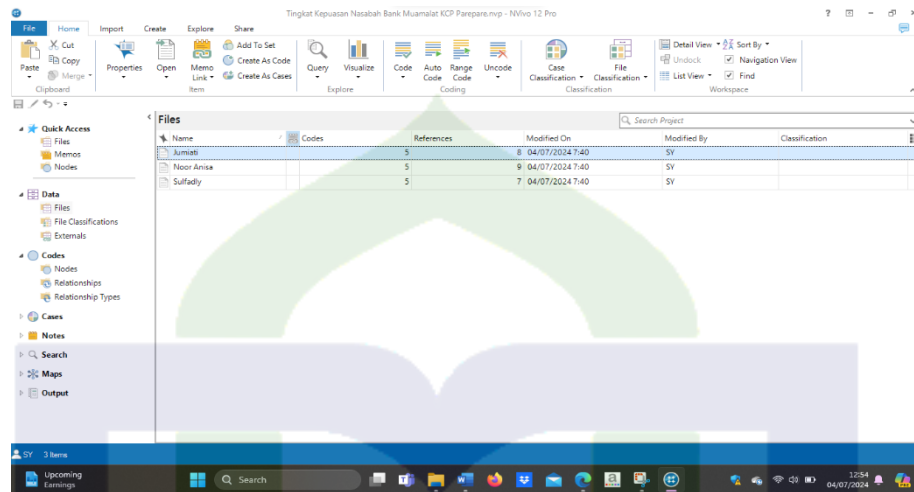 Tingkat Kepuasan Nasabah Bank Muamalat KCP Parepare.nvp - NVivo 12 Pro
File Home Import Create Explore Share
Paste Cut Copy Merge
Clipboard
Properties Open Memo Link Add To Set Create As Code Create As Cases
Item
Query Visualize
Explore
Code Auto Code Range Code Uncode
Coding
Case Classification File Classification
Classification
Detail View Sort By
Undock Navigation View
List View Find
Workspace
Quick Access
Files
Memos
Nodes
Data
Files
File Classifications
Externals
Codes
Nodes
Relationships
Relationship Types
Cases
Notes
Search
Maps
Output
Files
Search Project
Name Codes References Modified On Modified By Classification
Jumiati 5 8 04/07/2024 7:40 SY
Noor Anisa 5 9 04/07/2024 7:40 SY
Sulfadly 5 7 04/07/2024 7:40 SY
SY 3 Items
Upcoming
Earnings
Search
12:54
04/07/2024